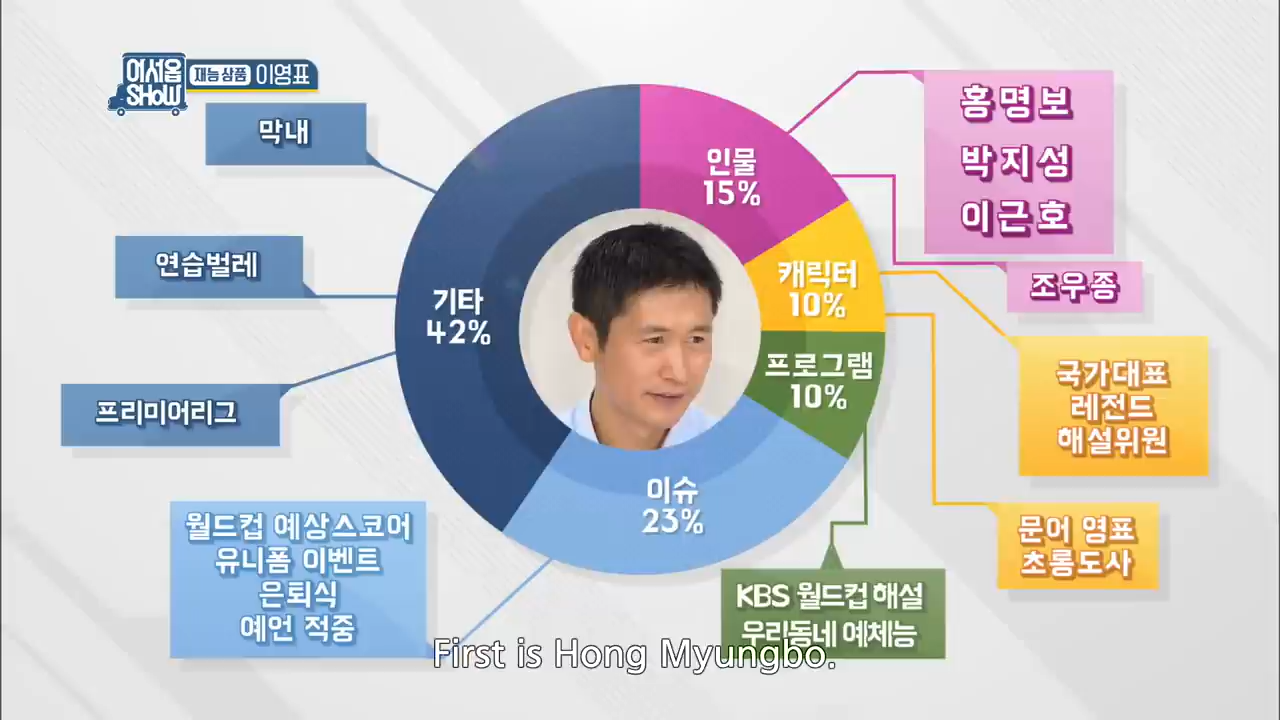 어서옵
SHOW
재능 상품 이영표
막내
연습벌레
프리미어리그
월드컵 예상스코어
유니폼 이벤트
은퇴식
예언 적중
기타
42%
인물
15%
캐릭터
10%
프로그램
10%
이슈
23%
홍명보
박지성
이근호
조우종
국가대표
레전드
해설위원
문어 영표
초롱도사
KBS 월드컵 해설
우리동네 예체능
First is Hong Myungbo.